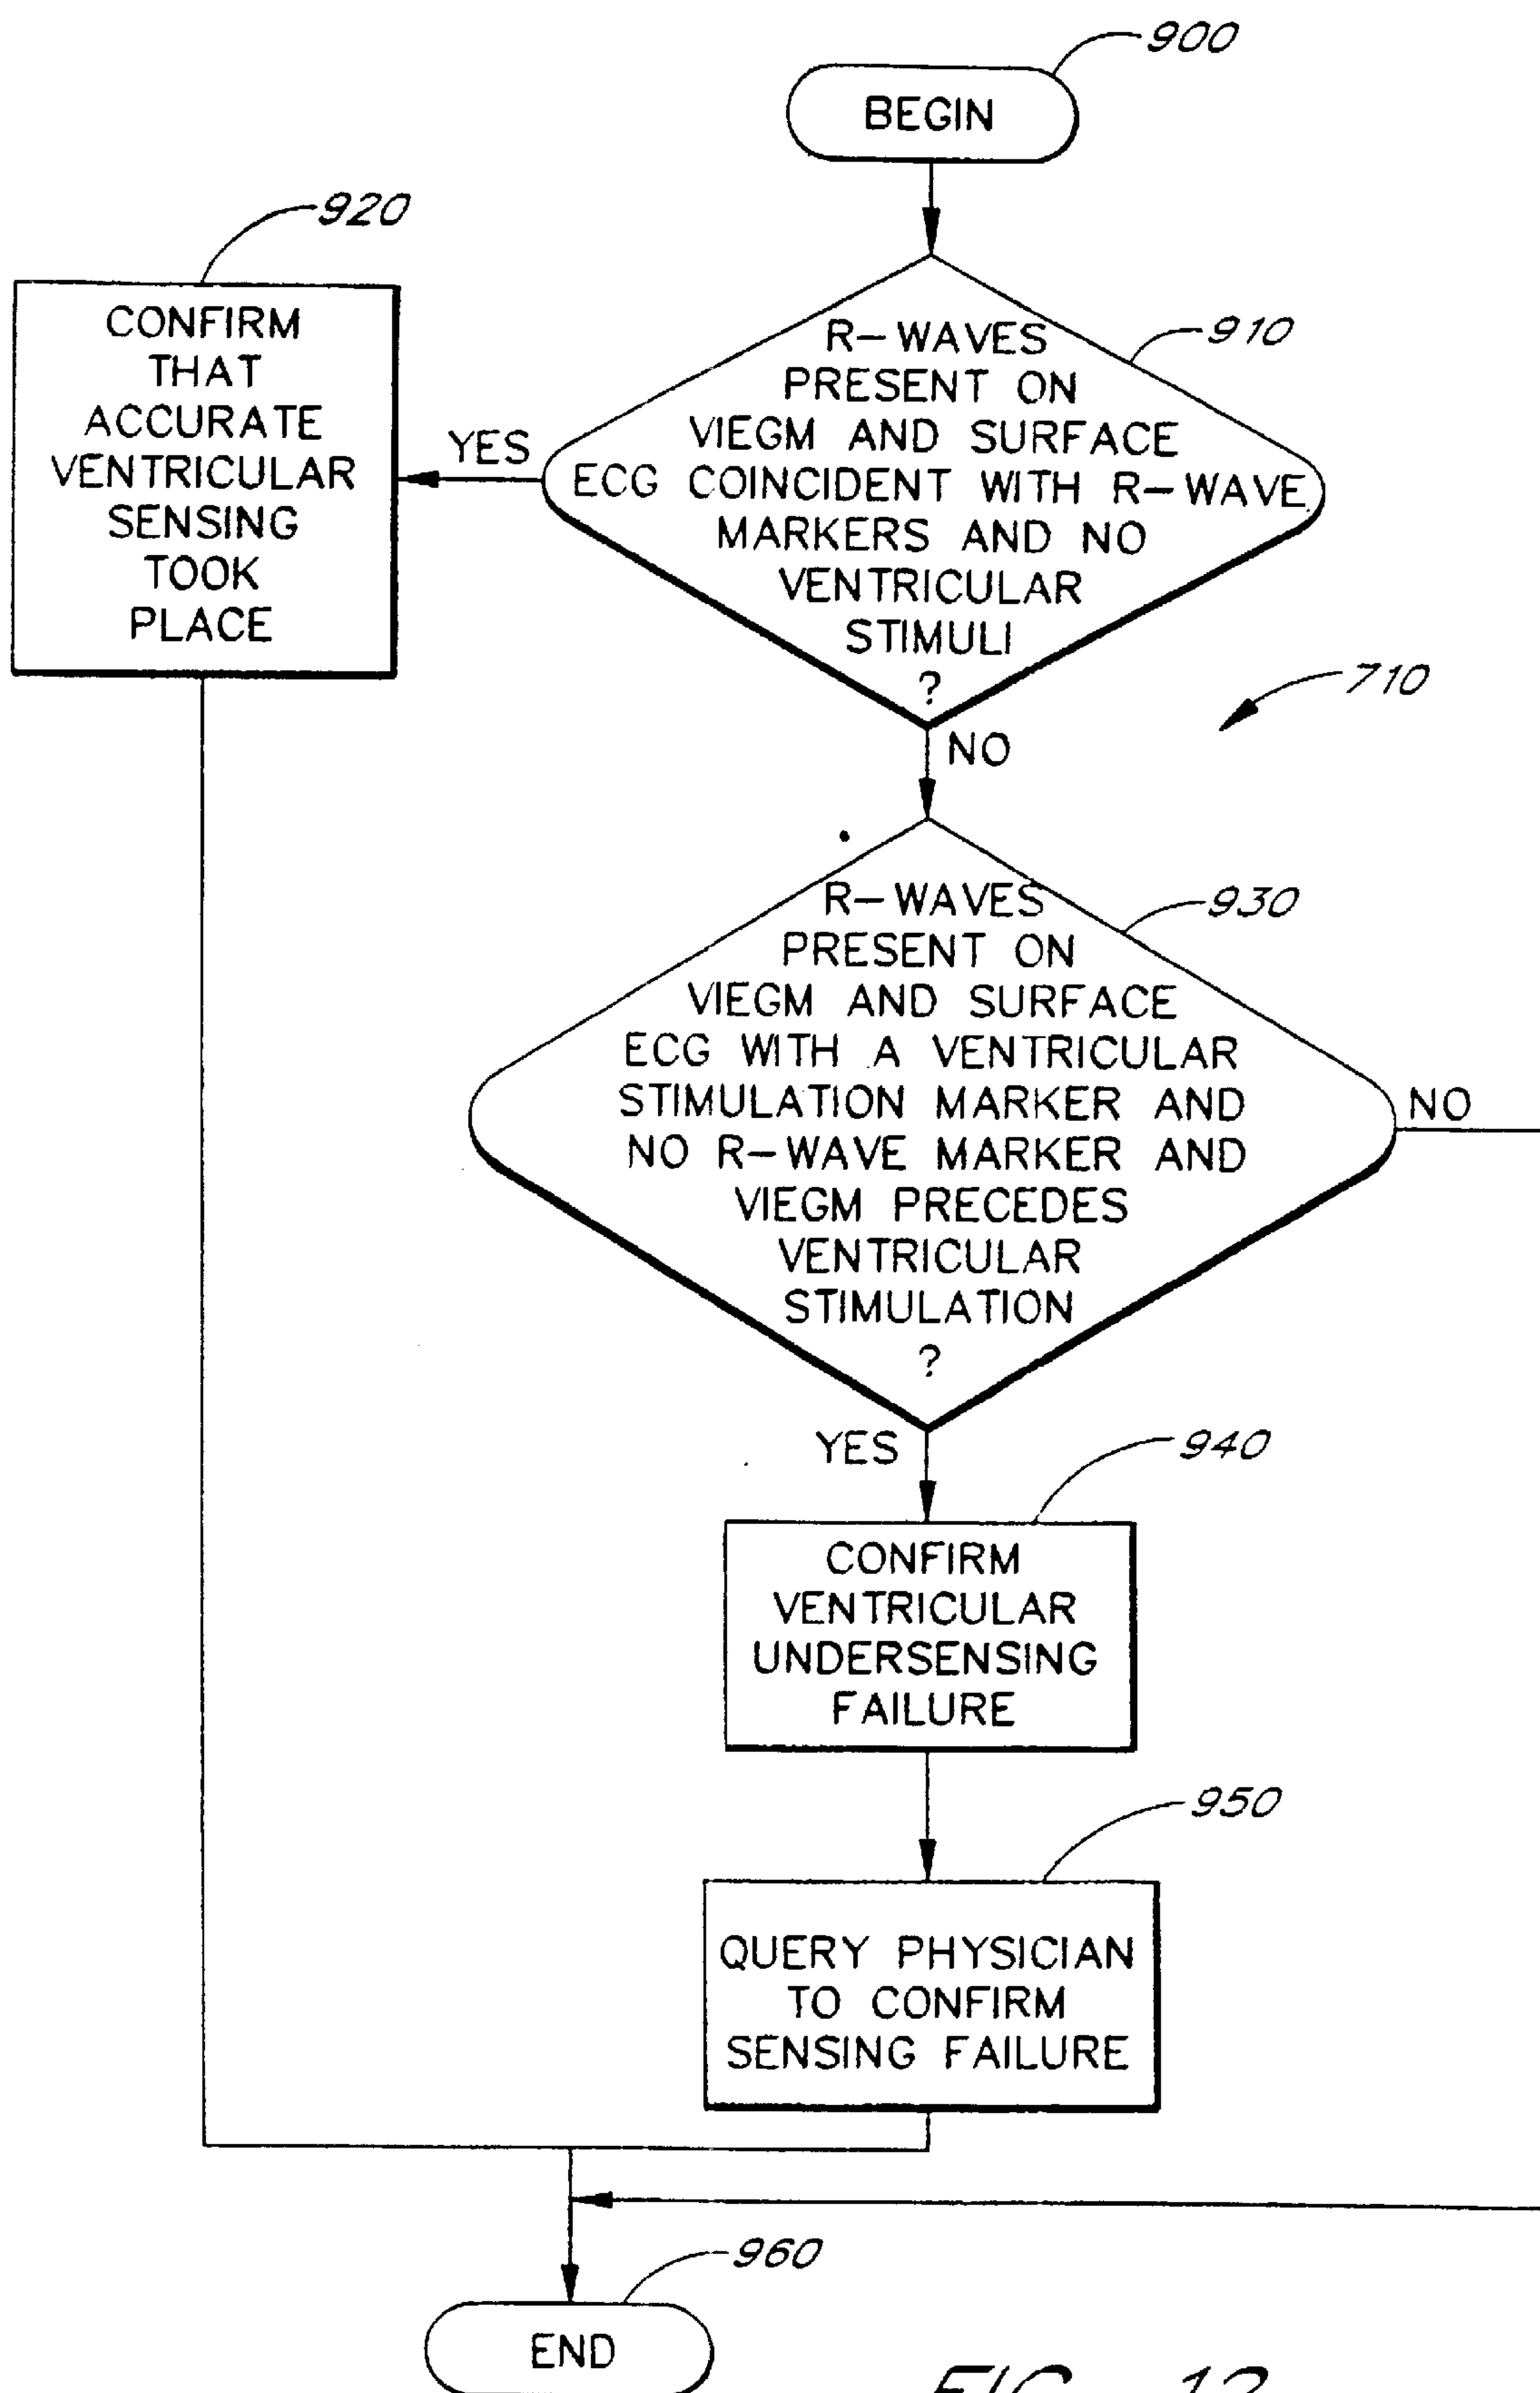 900
BEGIN
920
CONFIRM
THAT
ACCURATE
VENTRICULAR
SENSING
TOOK
PLACE
YES
910
R-WAVES
PRESENT ON
VIEGM AND SURFACE
ECG COINCIDENT WITH R-WAVE
MARKERS AND NO
VENTRICULAR
STIMULI
?
710
NO
930
R-WAVES
PRESENT ON
VIEGM AND SURFACE
ECG WITH A VENTRICULAR
STIMULATION MARKER AND
NO R-WAVE MARKER AND
VIEGM PRECEDES
VENTRICULAR
STIMULATION
?
NO
YES
940
CONFIRM
VENTRICULAR
UNDERSENSING
FAILURE
950
QUERY PHYSICIAN
TO CONFIRM
SENSING FAILURE
960
END
FIG. 12